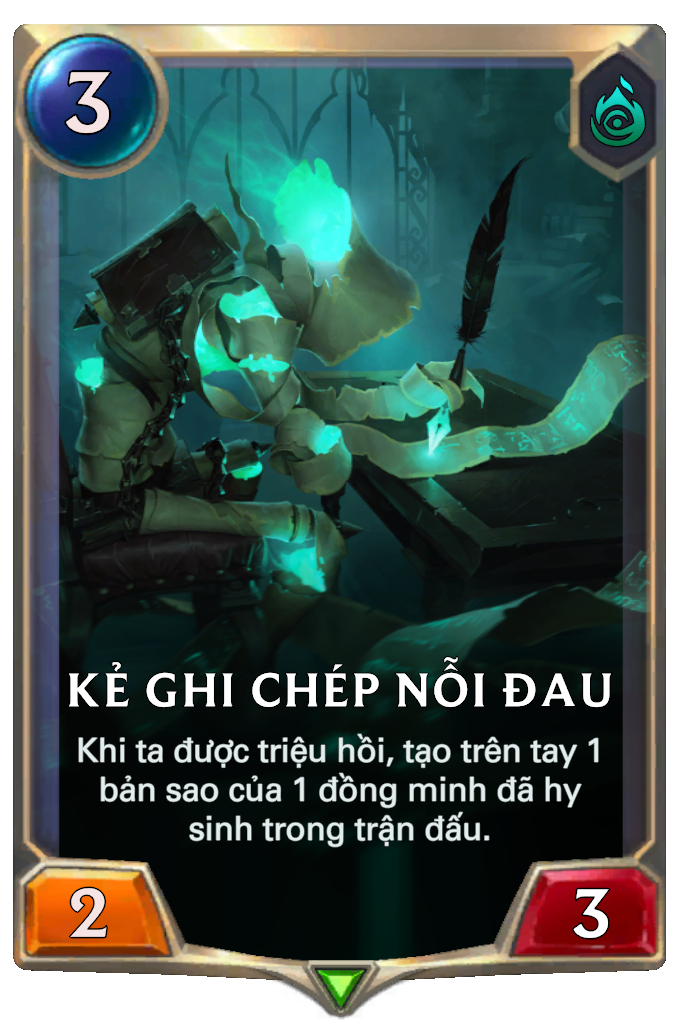 3
KẺ GHI CHÉP NỖI ĐAU
Khi ta được triệu hồi, tạo trên tay 1
bản sao của 1 đồng minh đã hy
sinh trong trận đấu.
2
3